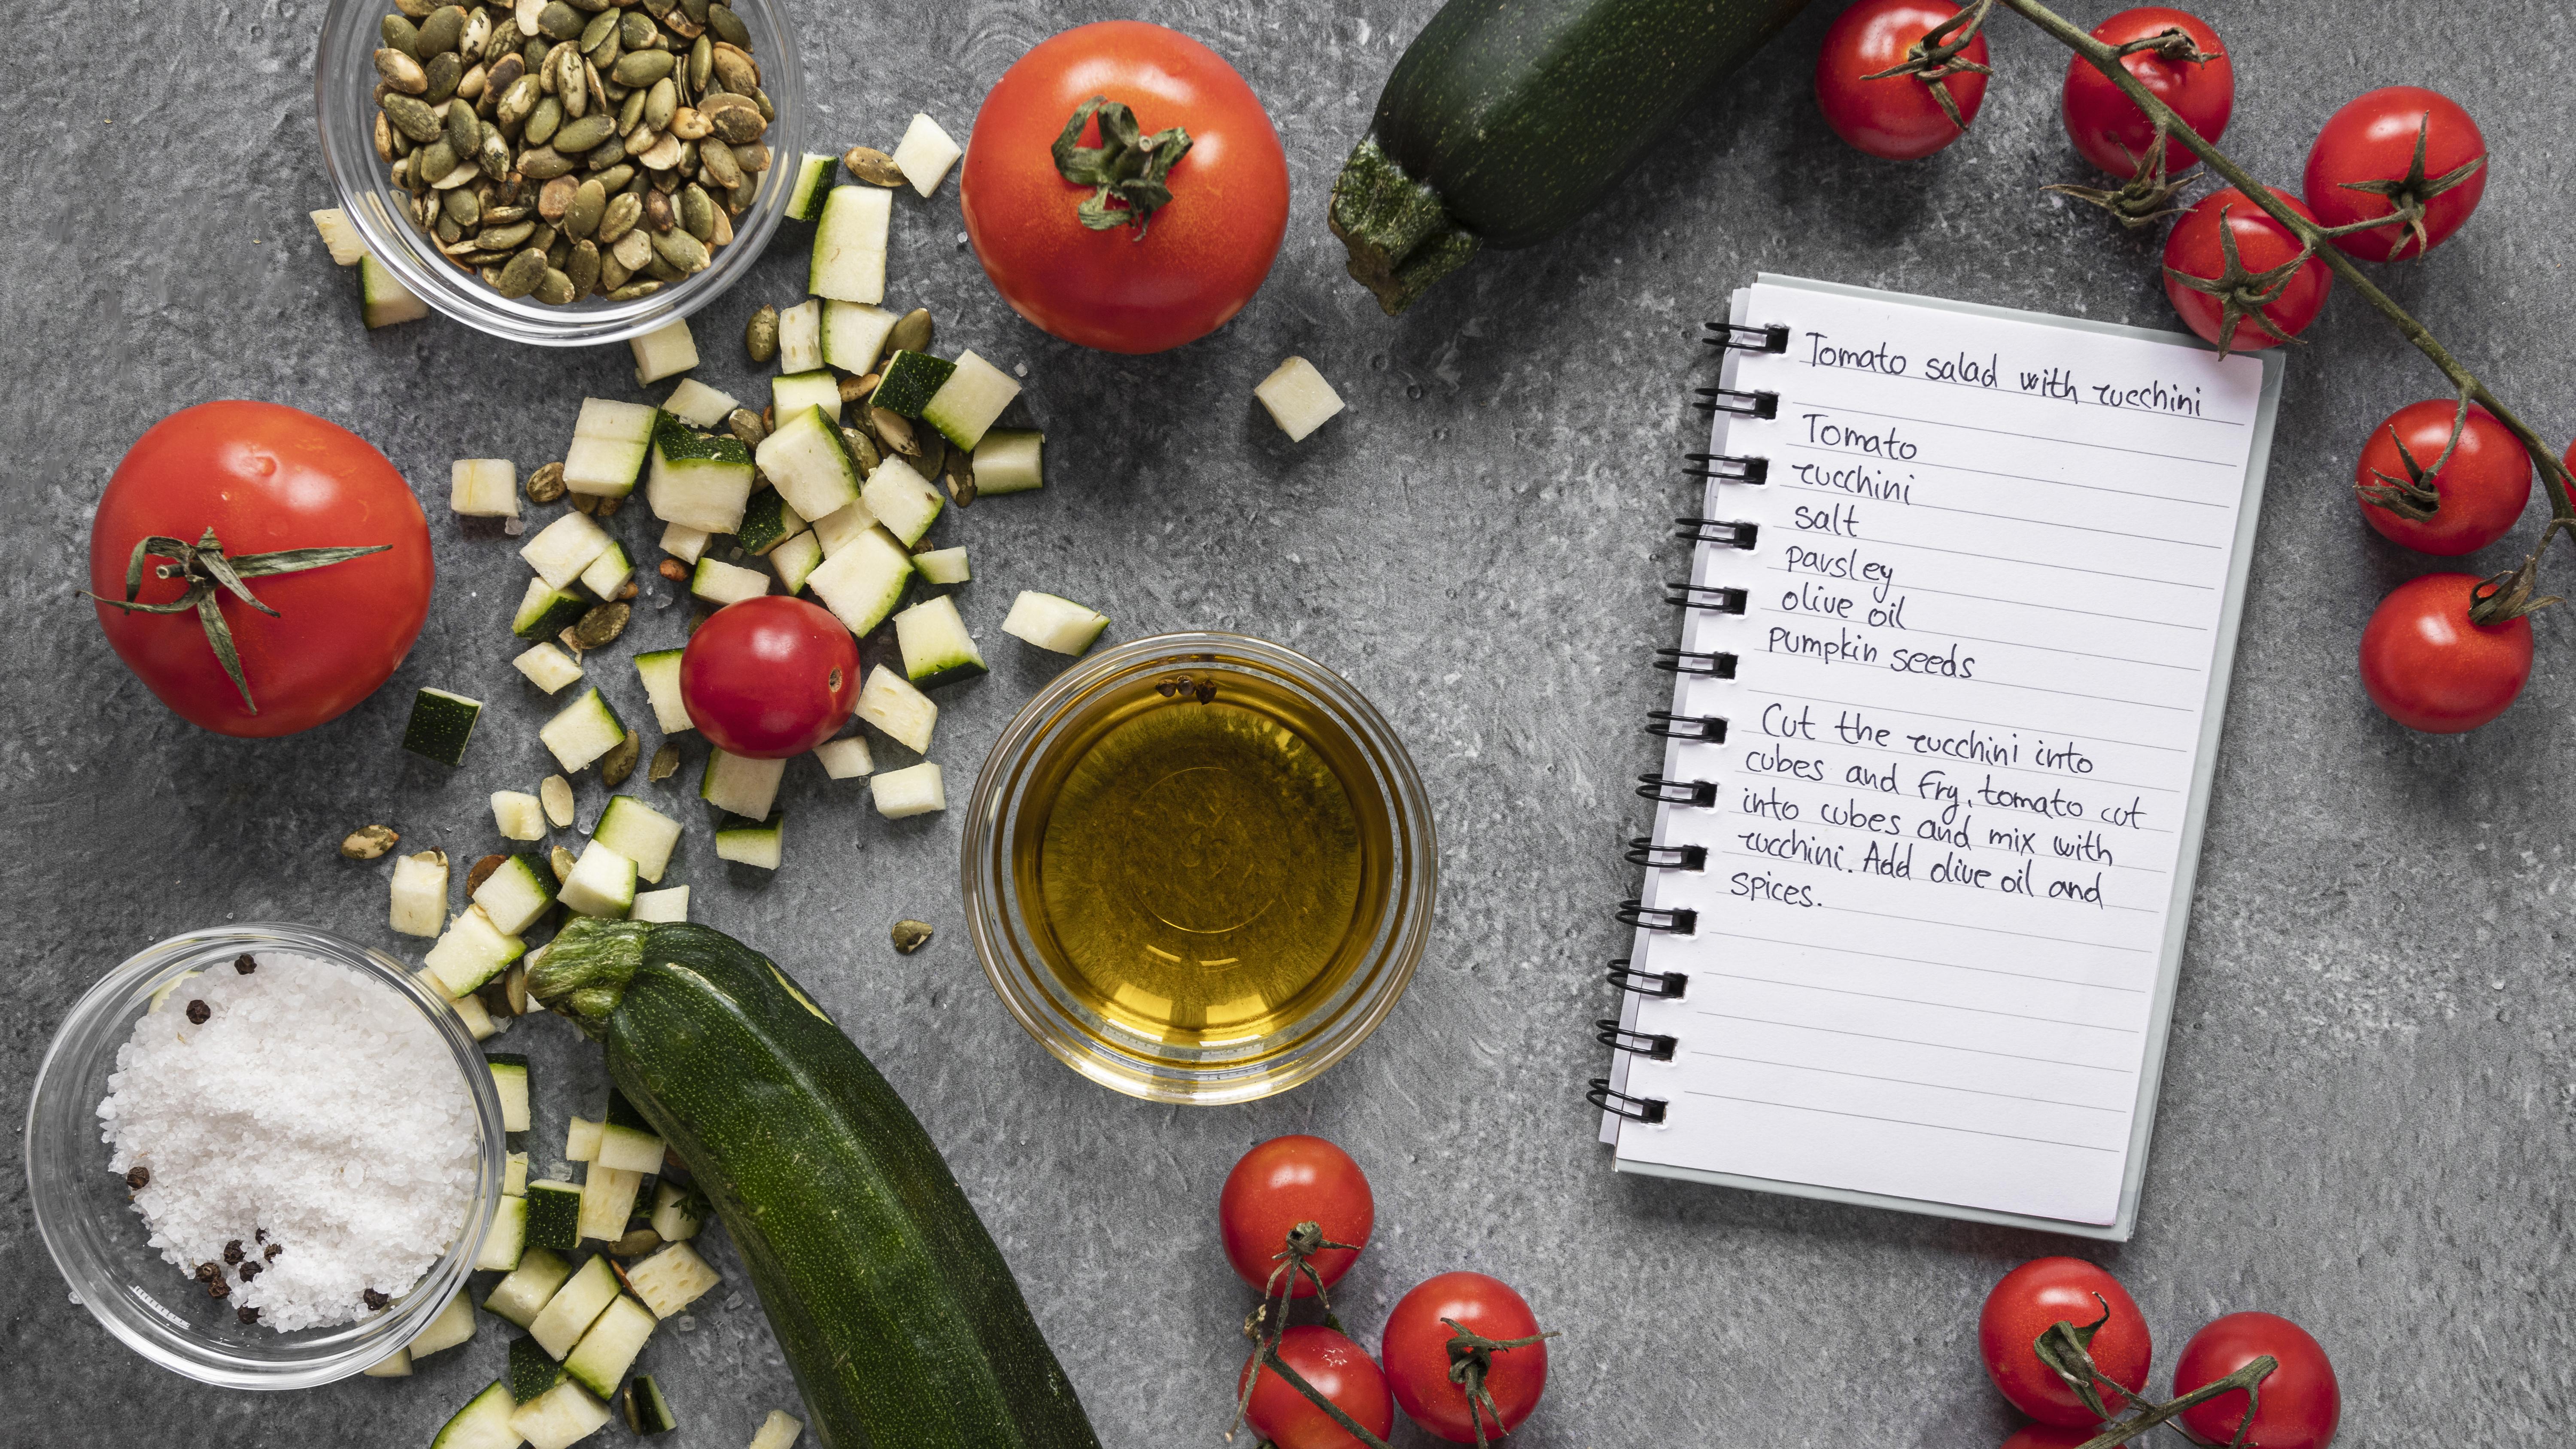 Tomato salad with zucchini
Tomato
zucchini
salt
parsley
olive oil
pumpkin seeds
Cut the zucchini into
cubes and fry, tomato cut
into cubes and mix with
zucchini. Add olive oil and
spices.